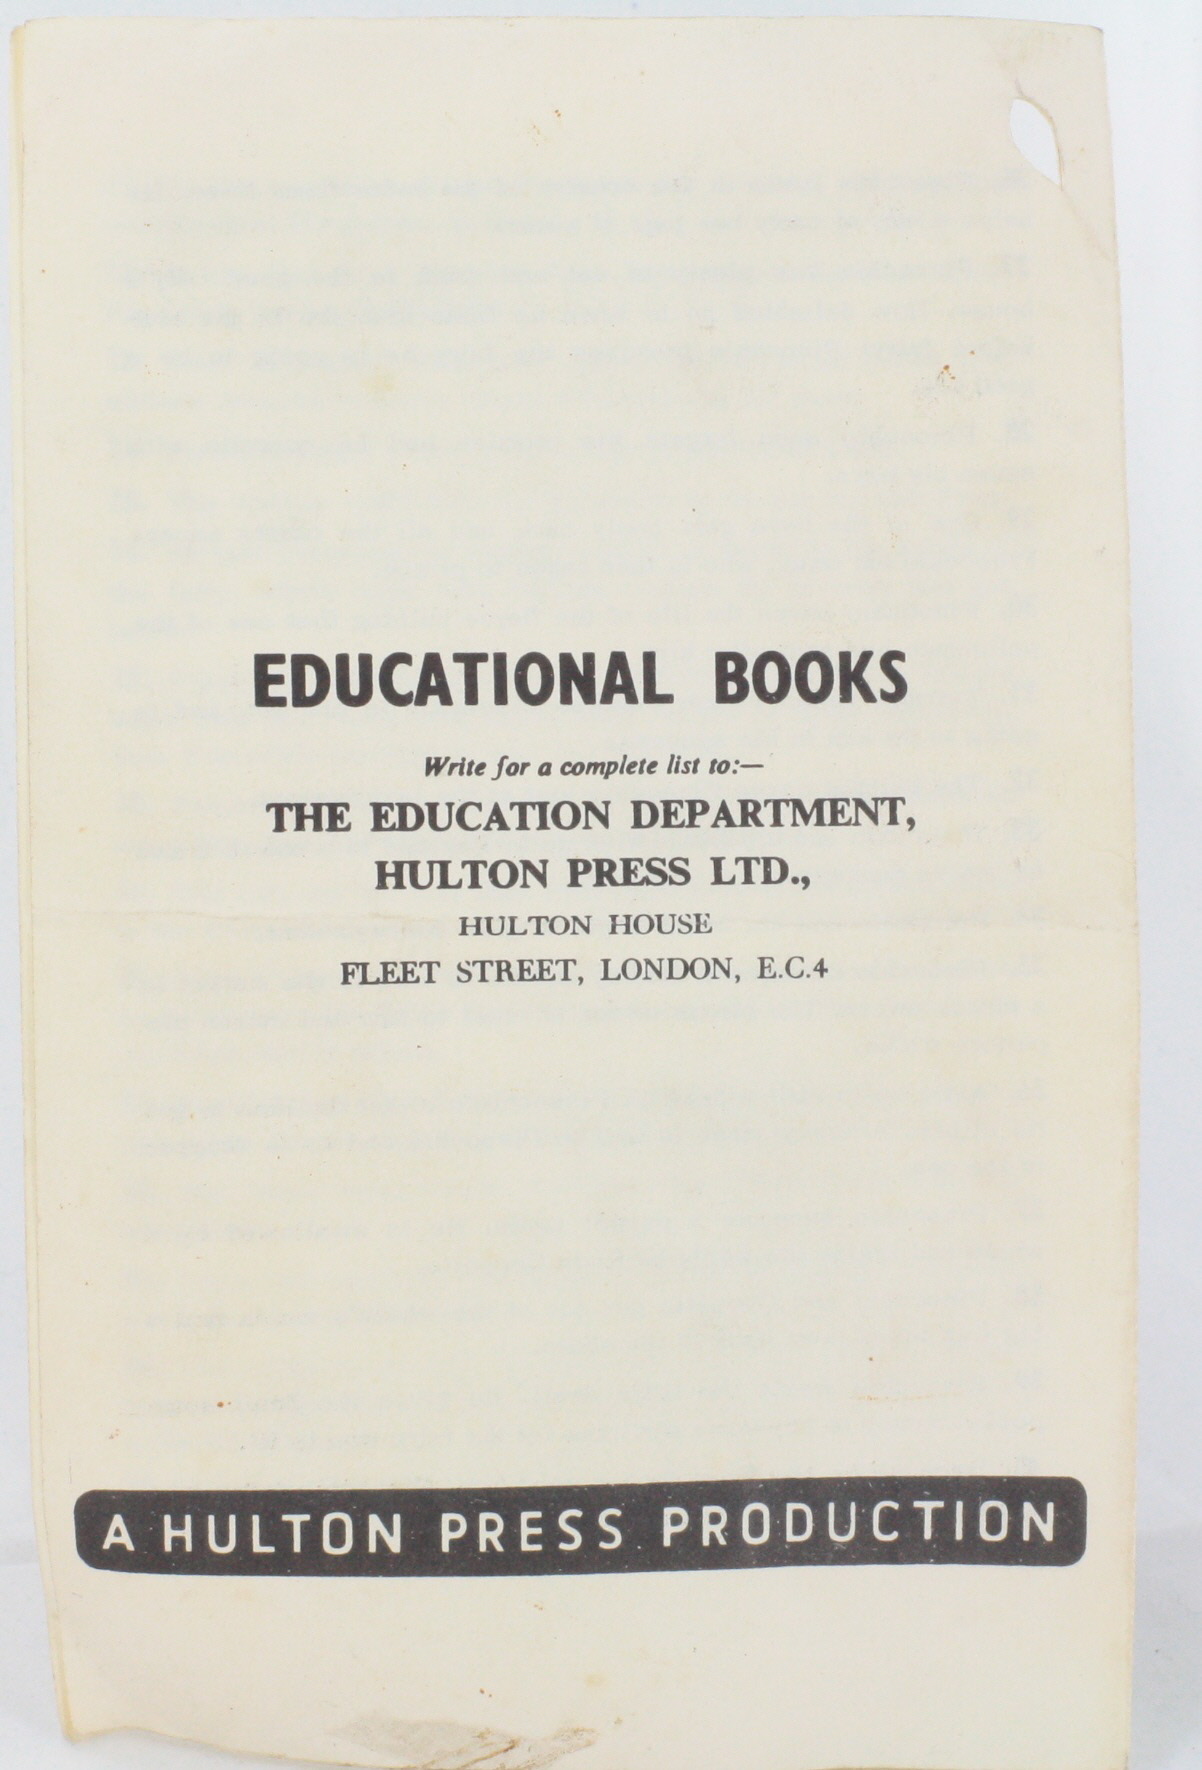 EDUCATIONAL BOOKS
Write for a complete list to:—
THE EDUCATION DEPARTMENT,
HULTON PRESS LTD.,
HULTON HOUSE
FLEET STREET, LONDON, E.C.4
A HULTON PRESS PRODUCTION